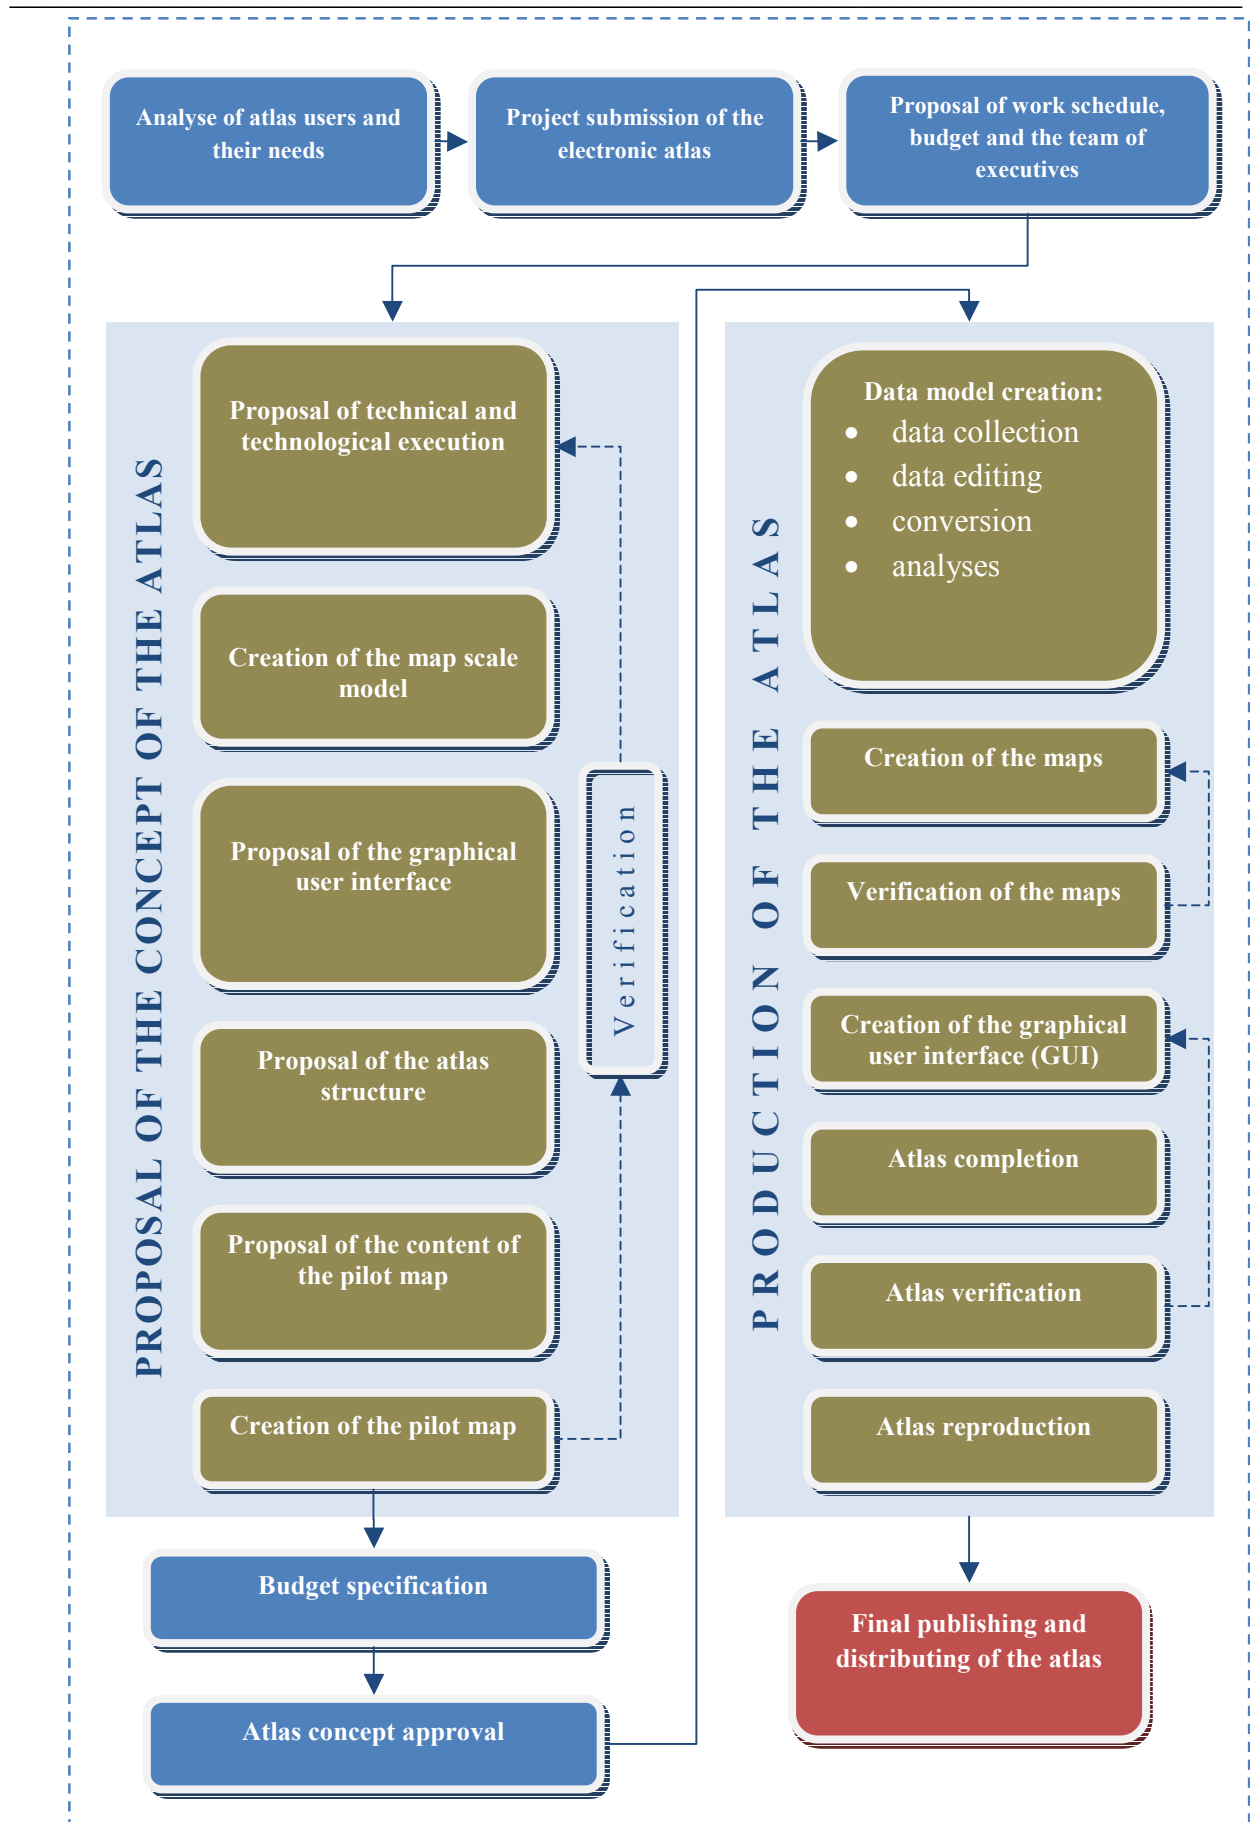 Analyse of atlas users and
their needs
Project submission of the
electronic atlas
Proposal of work schedule,
budget and the team of
executives
PROPOSAL OF THE CONCEPT OF THE ATLAS
Proposal of technical and
technological execution
Creation of the map scale
model
Proposal of the graphical
user interface
Proposal of the atlas
structure
Proposal of the content of
the pilot map
Creation of the pilot map
Verification
Budget specification
Atlas concept approval
PRODUCTION OF THE ATLAS
Data model creation:
• data collection
• data editing
• conversion
• analyses
Creation of the maps
Verification of the maps
Creation of the graphical
user interface (GUI)
Atlas completion
Atlas verification
Atlas reproduction
Final publishing and
distributing of the atlas